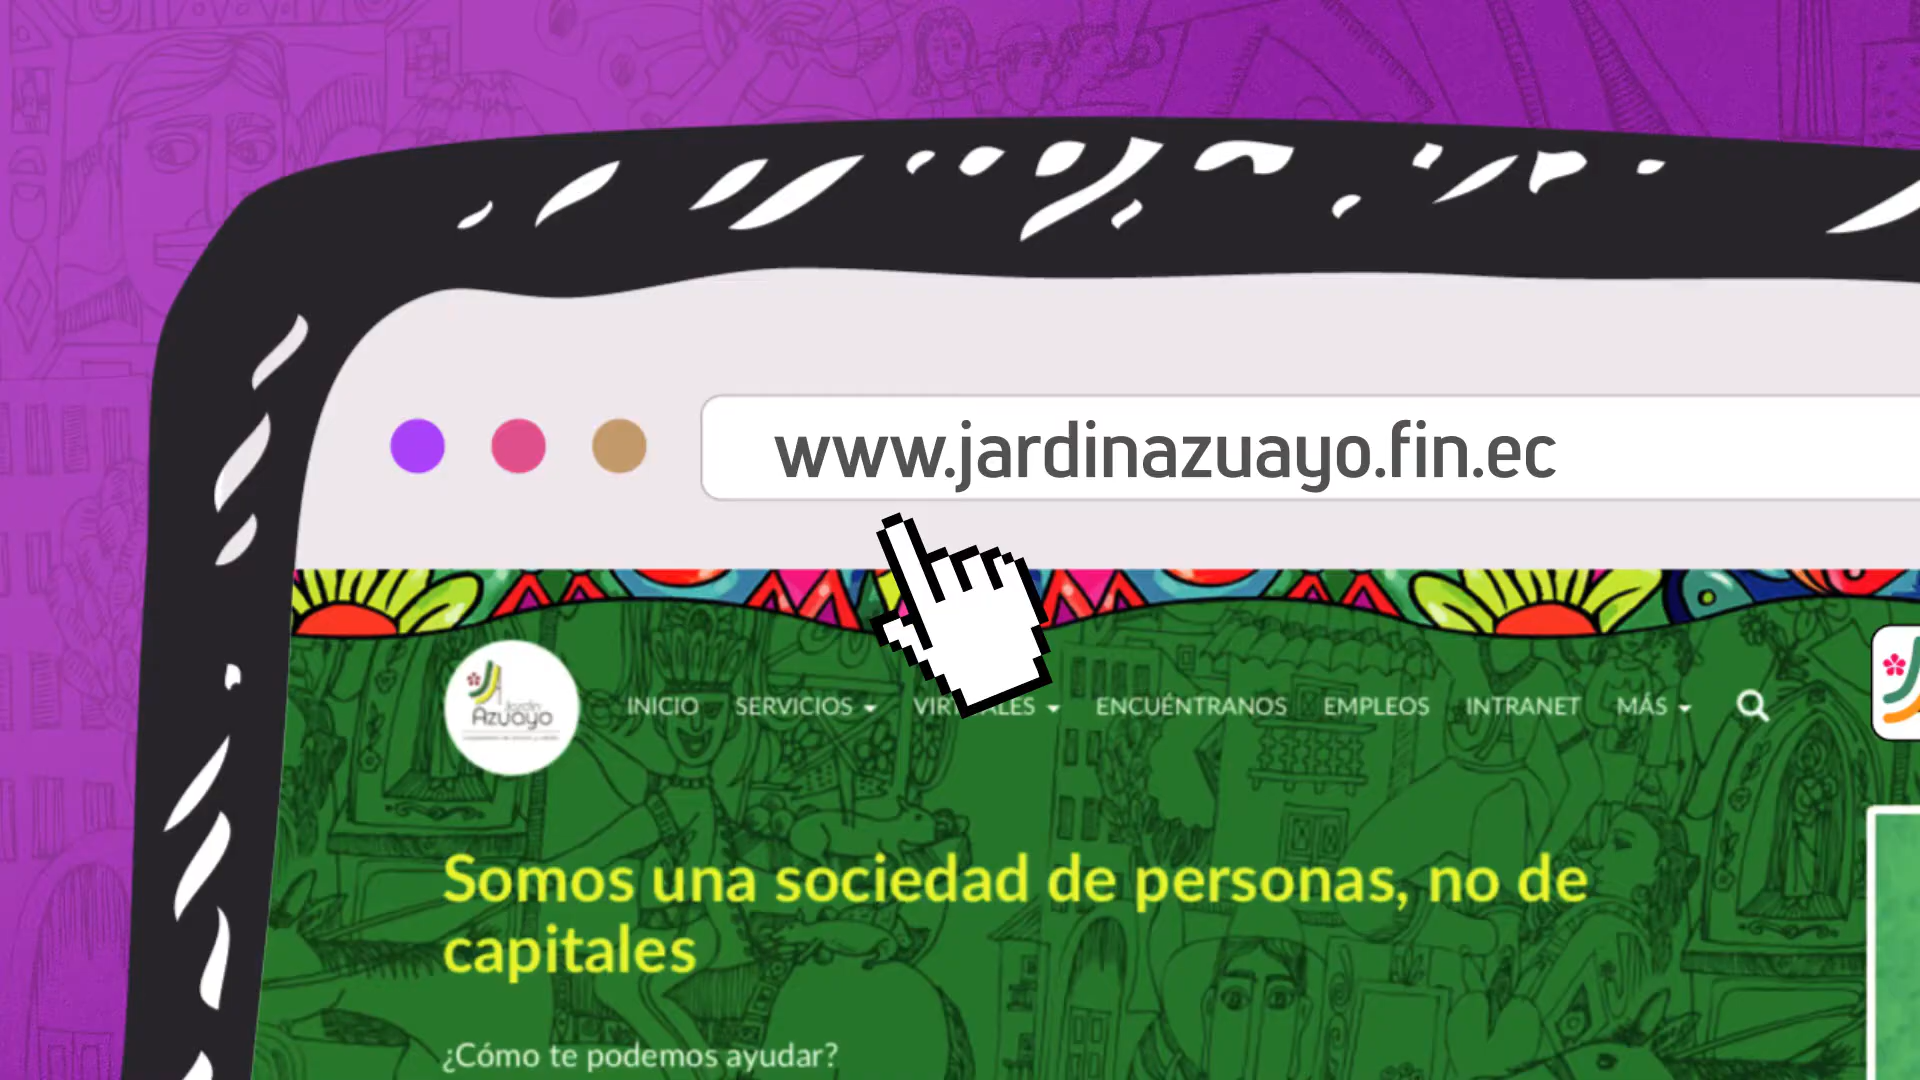 www.jardinazuayo.fin.ec
Jardín
Azuayo
INICIO SERVICIOS ENCUÉNTRANOS EMPLEOS INTRANET MÁS
Somos una sociedad de personas, no de
capitales
¿Cómo te podemos ayudar?